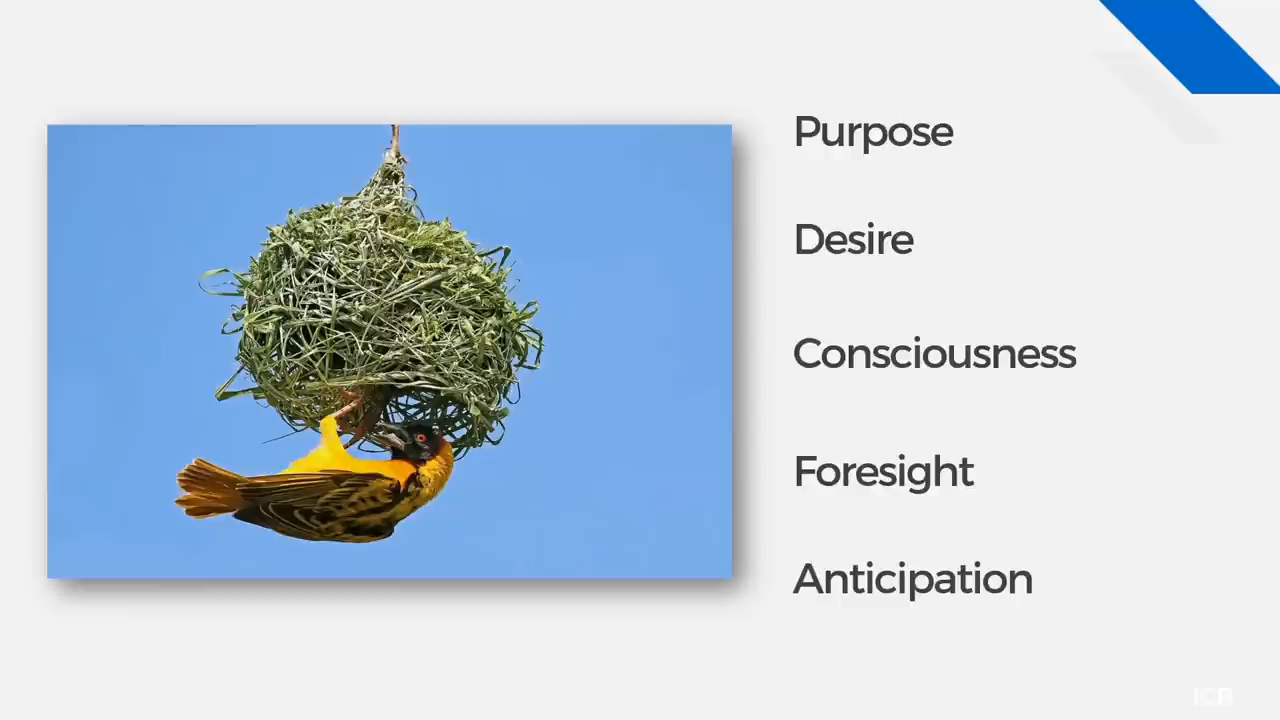 Purpose
Desire
Consciousness
Foresight
Anticipation